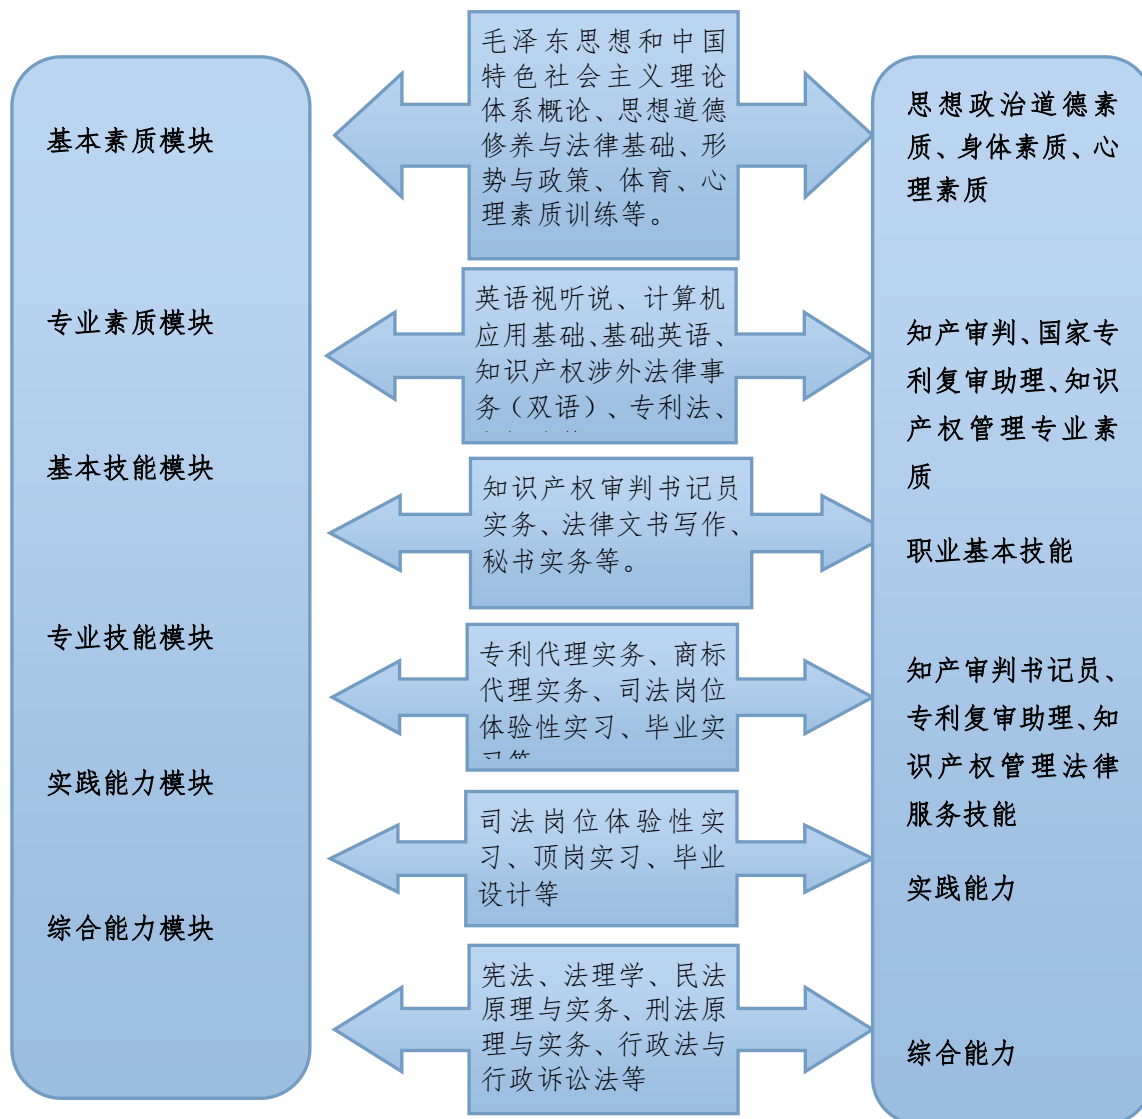 基本素质模块
毛泽东思想和中国
特色社会主义理论
体系概论、思想道德
修养与法律基础、形
势与政策、体育、心
理素质训练等。
思想政治道德素
质、身体素质、心
理素质
专业素质模块
英语视听说、计算机
应用基础、基础英语、
知识产权涉外法律事
务（双语）、专利法、
知产审判、国家专
利复审助理、知识
产权管理专业素
质
基本技能模块
知识产权审判书记员
实务、法律文书写作、
秘书实务等。
职业基本技能
专业技能模块
专利代理实务、商标
代理实务、司法岗位
体验性实习、毕业实
习等
知产审判书记员、
专利复审助理、知
识产权管理法律
服务技能
实践能力模块
司法岗位体验性实
习、顶岗实习、毕业
设计等
实践能力
综合能力模块
宪法、法理学、民法
原理与实务、刑法原
理与实务、行政法与
行政诉讼法等
综合能力